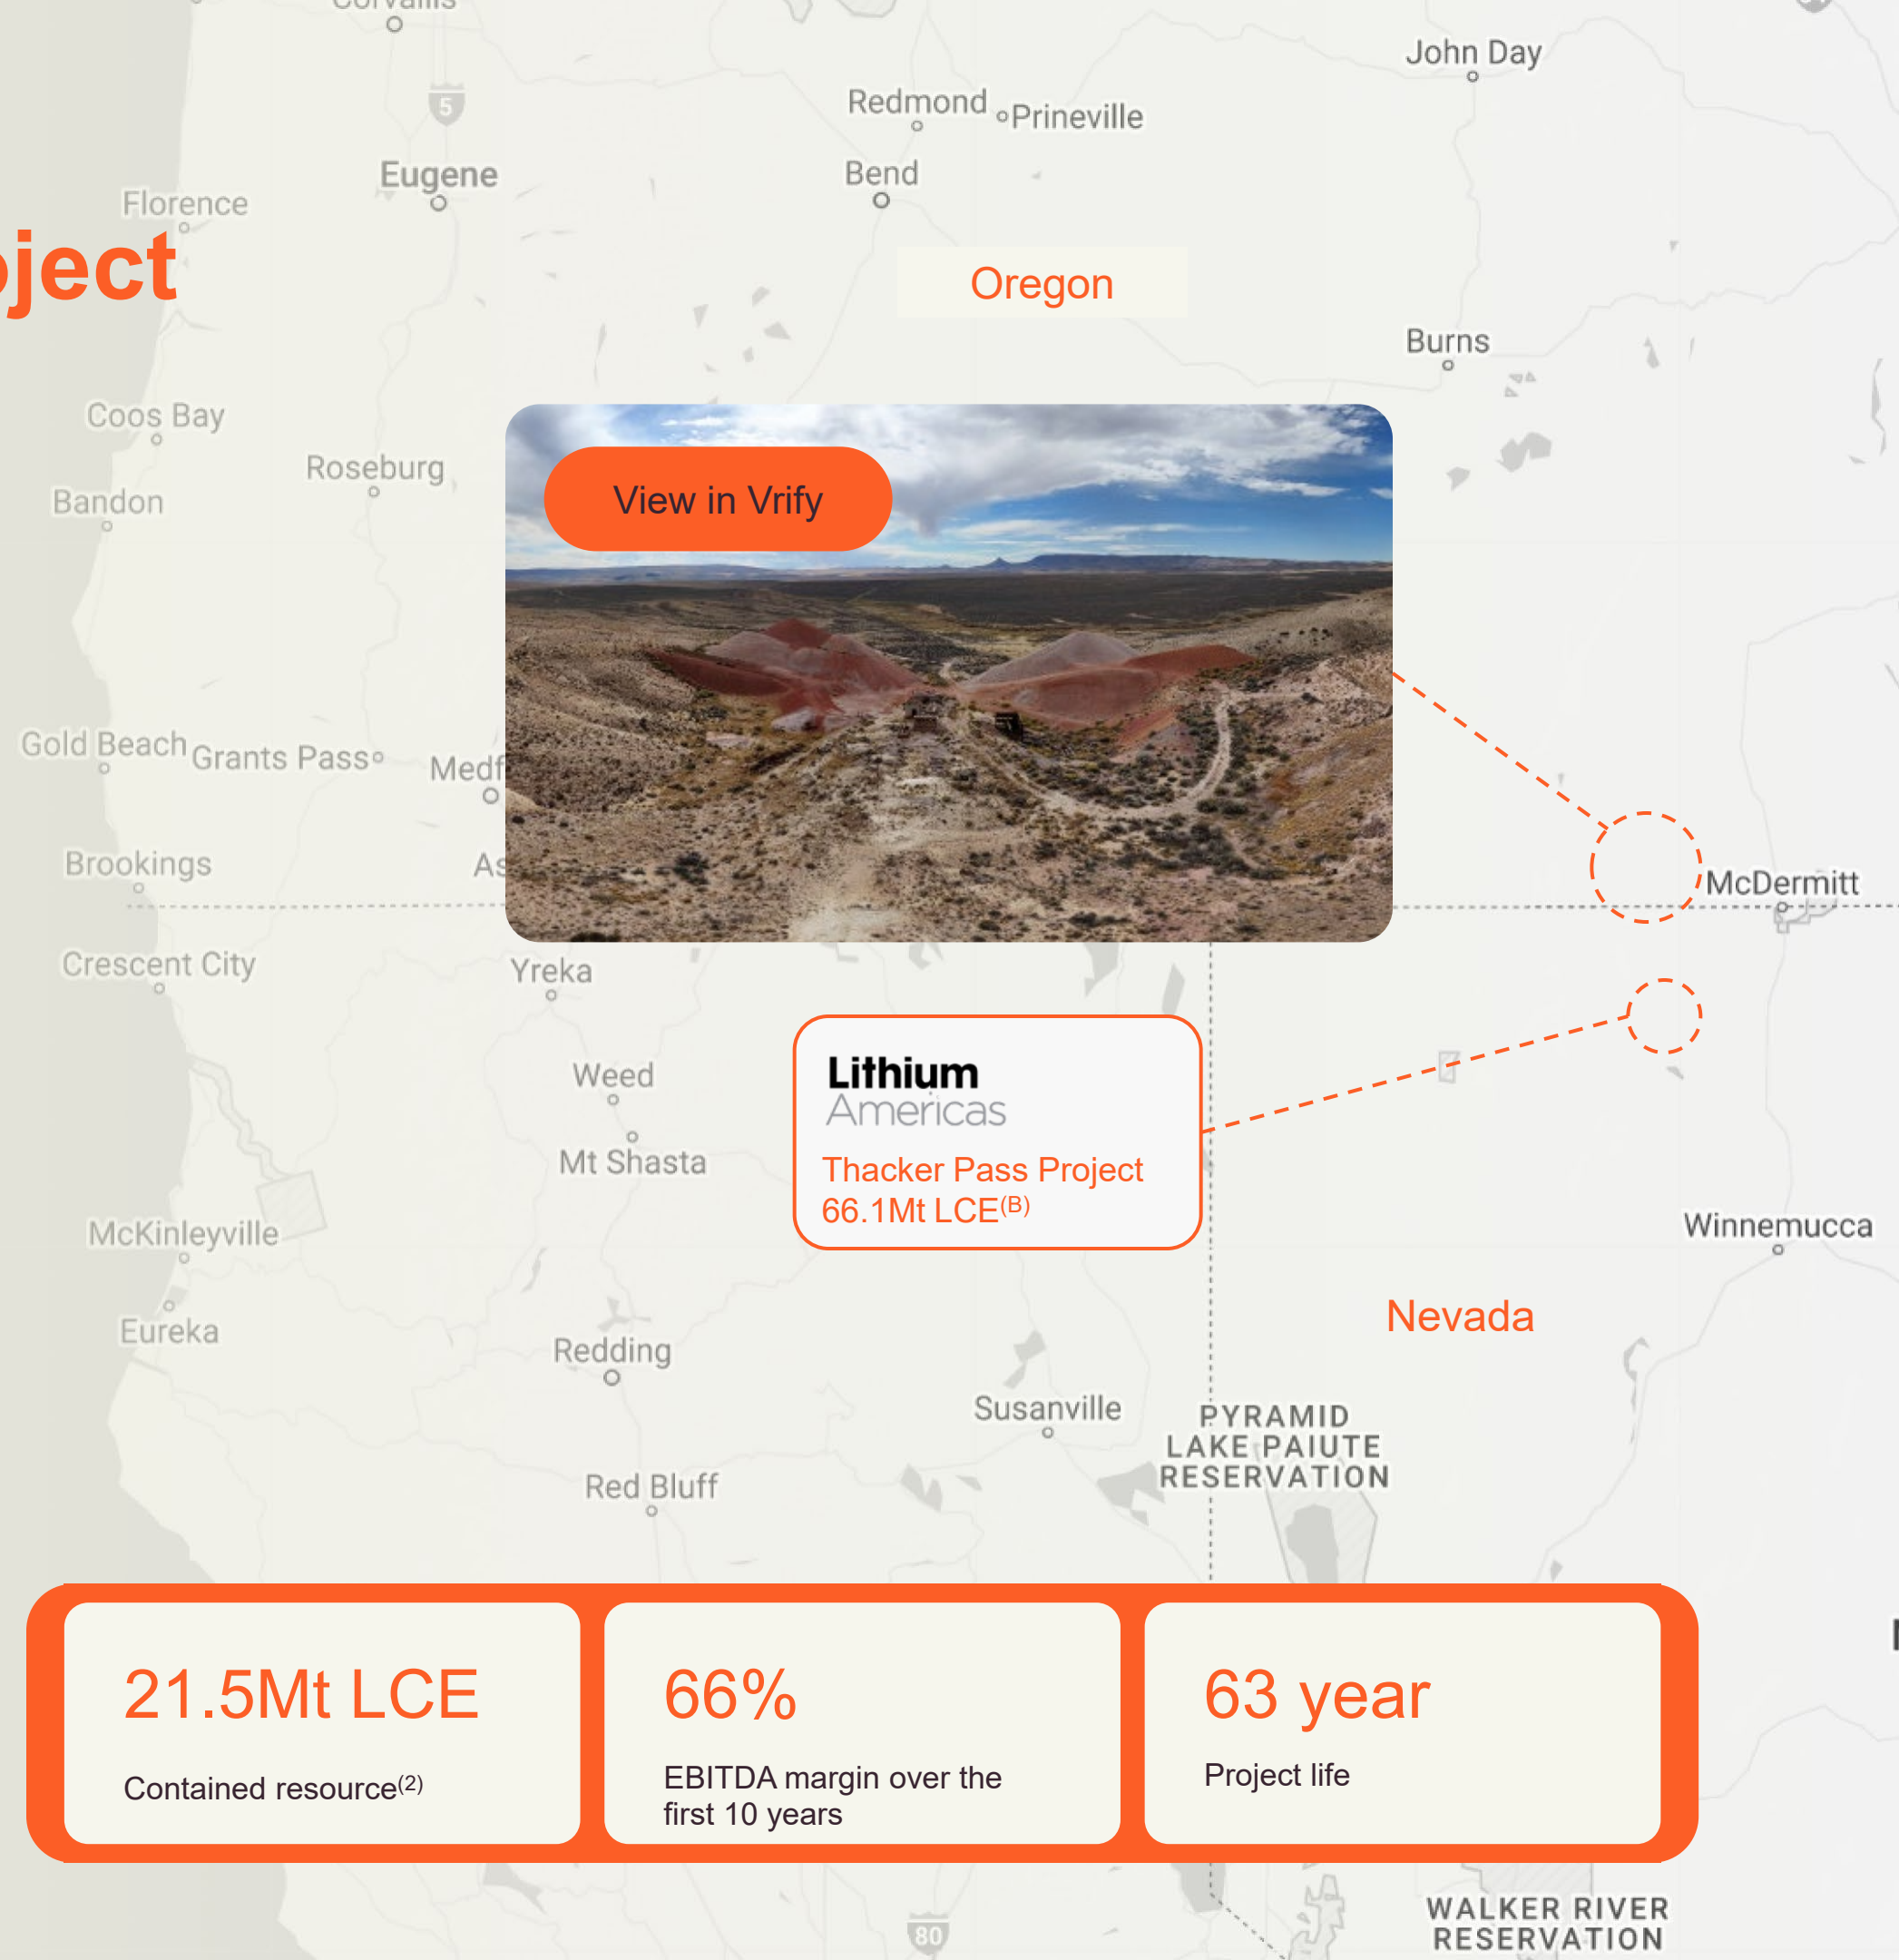 Corvallis
John Day
5
Redmond
Prineville
Eugene
Bend
Florence
oject
Oregon
Burns
Coos Bay
Roseburg
View in Vrify
Bandon
Gold Beach
Grants Pass
Medf
Brookings
As
McDermitt
Crescent City
Yreka
Lithium
Americas
Weed
Thacker Pass Project
66.1Mt LCE(B)
Mt Shasta
McKinleyville
Winnemucca
Nevada
Eureka
Redding
Susanville
PYRAMID
LAKE PAIUTE
RESERVATION
Red Bluff
21.5Mt LCE
Contained resource(2)
66%
EBITDA margin over the
first 10 years
63 year
Project life
WALKER RIVER
RESERVATION
80